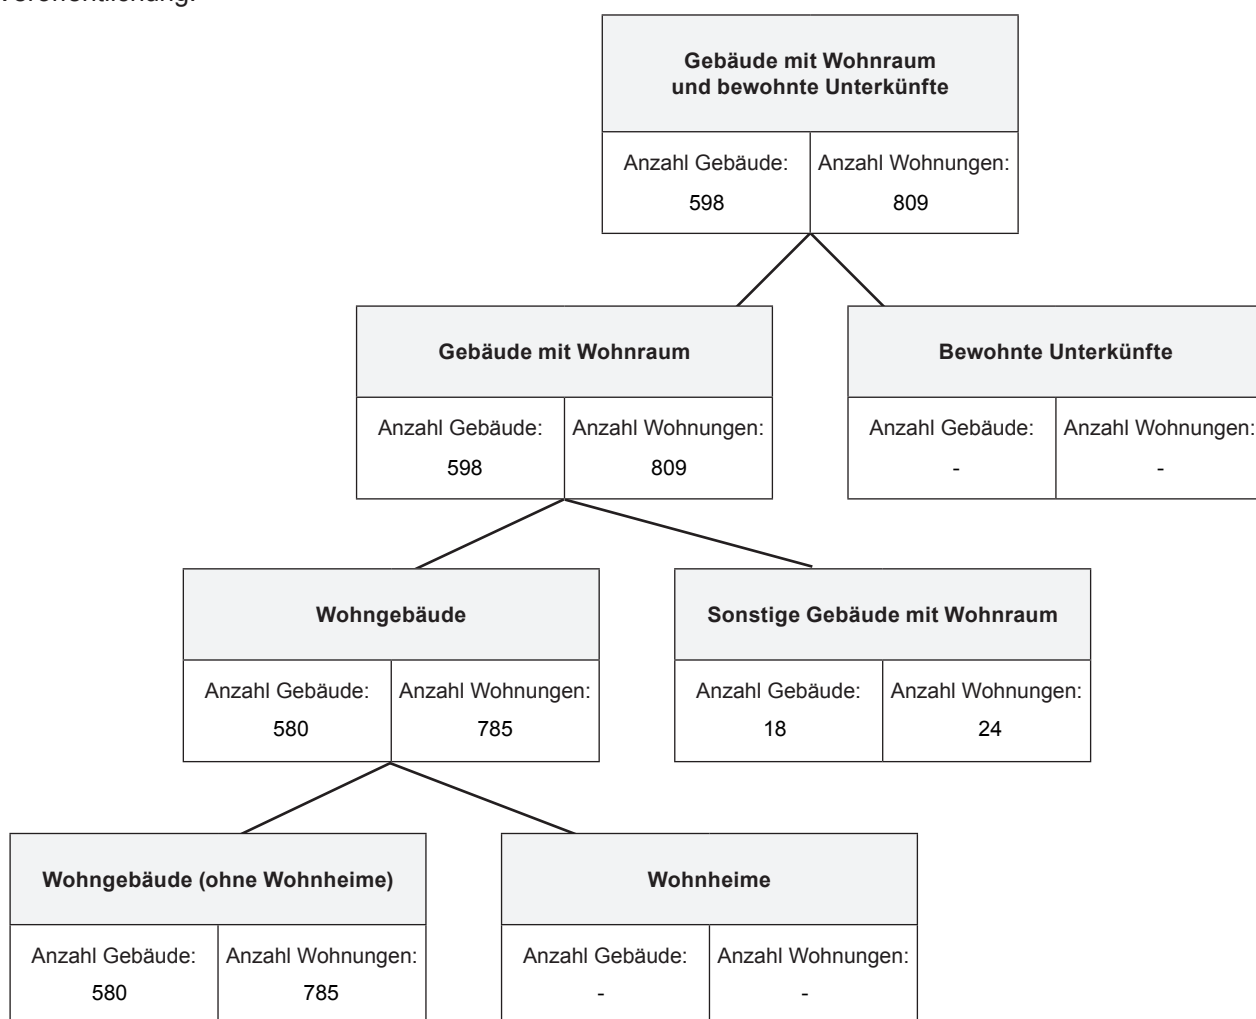 Veröffentlichung.
Gebäude mit Wohnraum
und bewohnte Unterkünfte
Anzahl Gebäude: Anzahl Wohnungen:
598 809
Gebäude mit Wohnraum
Anzahl Gebäude: Anzahl Wohnungen:
598 809
Bewohnte Unterkünfte
Anzahl Gebäude: Anzahl Wohnungen:
- -
Wohngebäude
Anzahl Gebäude: Anzahl Wohnungen:
580 785
Sonstige Gebäude mit Wohnraum
Anzahl Gebäude: Anzahl Wohnungen:
18 24
Wohngebäude (ohne Wohnheime)
Anzahl Gebäude: Anzahl Wohnungen:
580 785
Wohnheime
Anzahl Gebäude: Anzahl Wohnungen:
- -